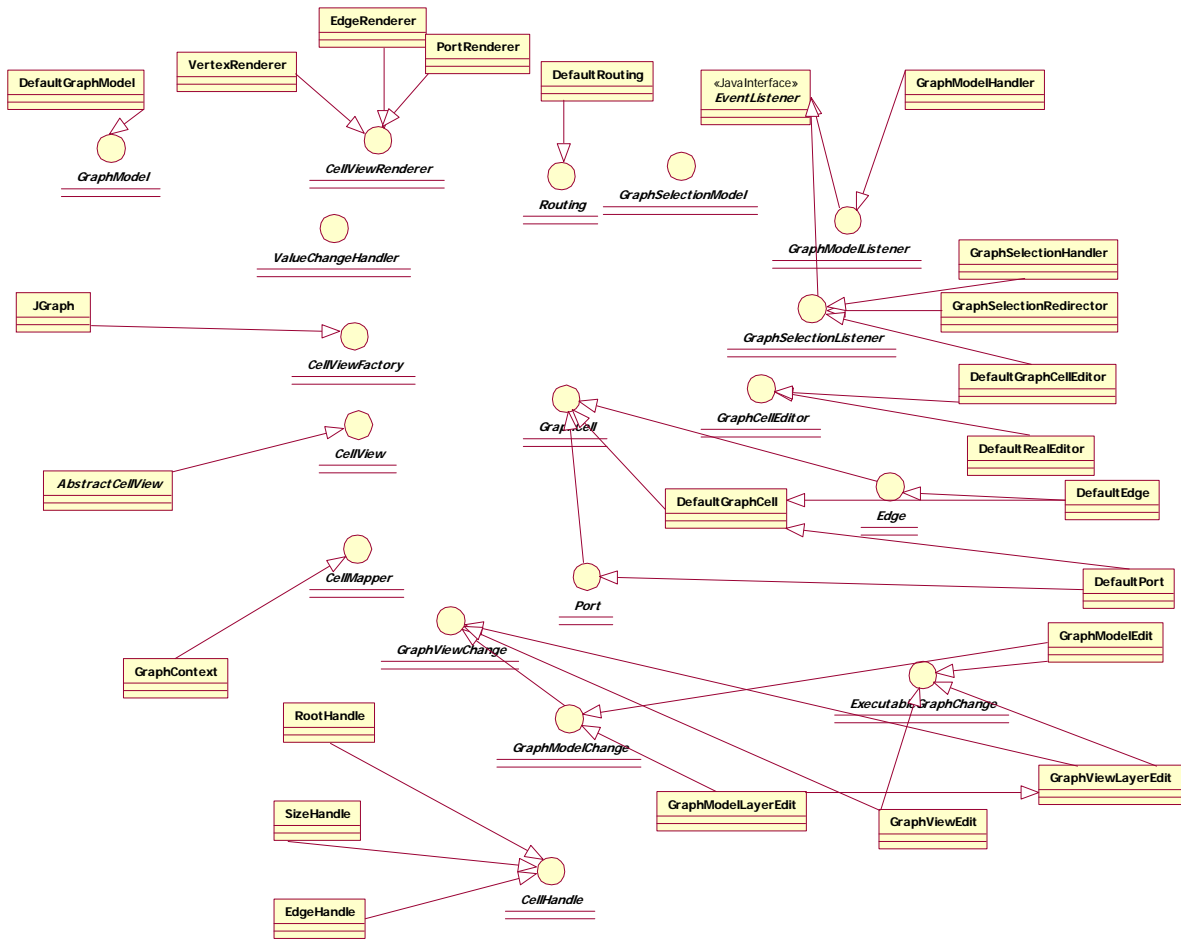 EdgeRenderer
PortRenderer
VertexRenderer
DefaultRouting
DefaultGraphModel
«JavaInterface»
EventListener
GraphModelHandler
GraphModel
CellViewRenderer
Routing
GraphSelectionModel
GraphModelListener
ValueChangeHandler
GraphSelectionHandler
JGraph
GraphSelectionRedirector
GraphSelectionListener
CellViewFactory
DefaultGraphCellEditor
GraphCellEditor
GraphCell
DefaultRealEditor
CellView
AbstractCellView
DefaultEdge
DefaultGraphCell
Edge
CellMapper
DefaultPort
Port
GraphModelEdit
GraphViewChange
GraphContext
ExecutableGraphChange
RootHandle
GraphModelChange
GraphViewLayerEdit
GraphModelLayerEdit
SizeHandle
GraphViewEdit
CellHandle
EdgeHandle